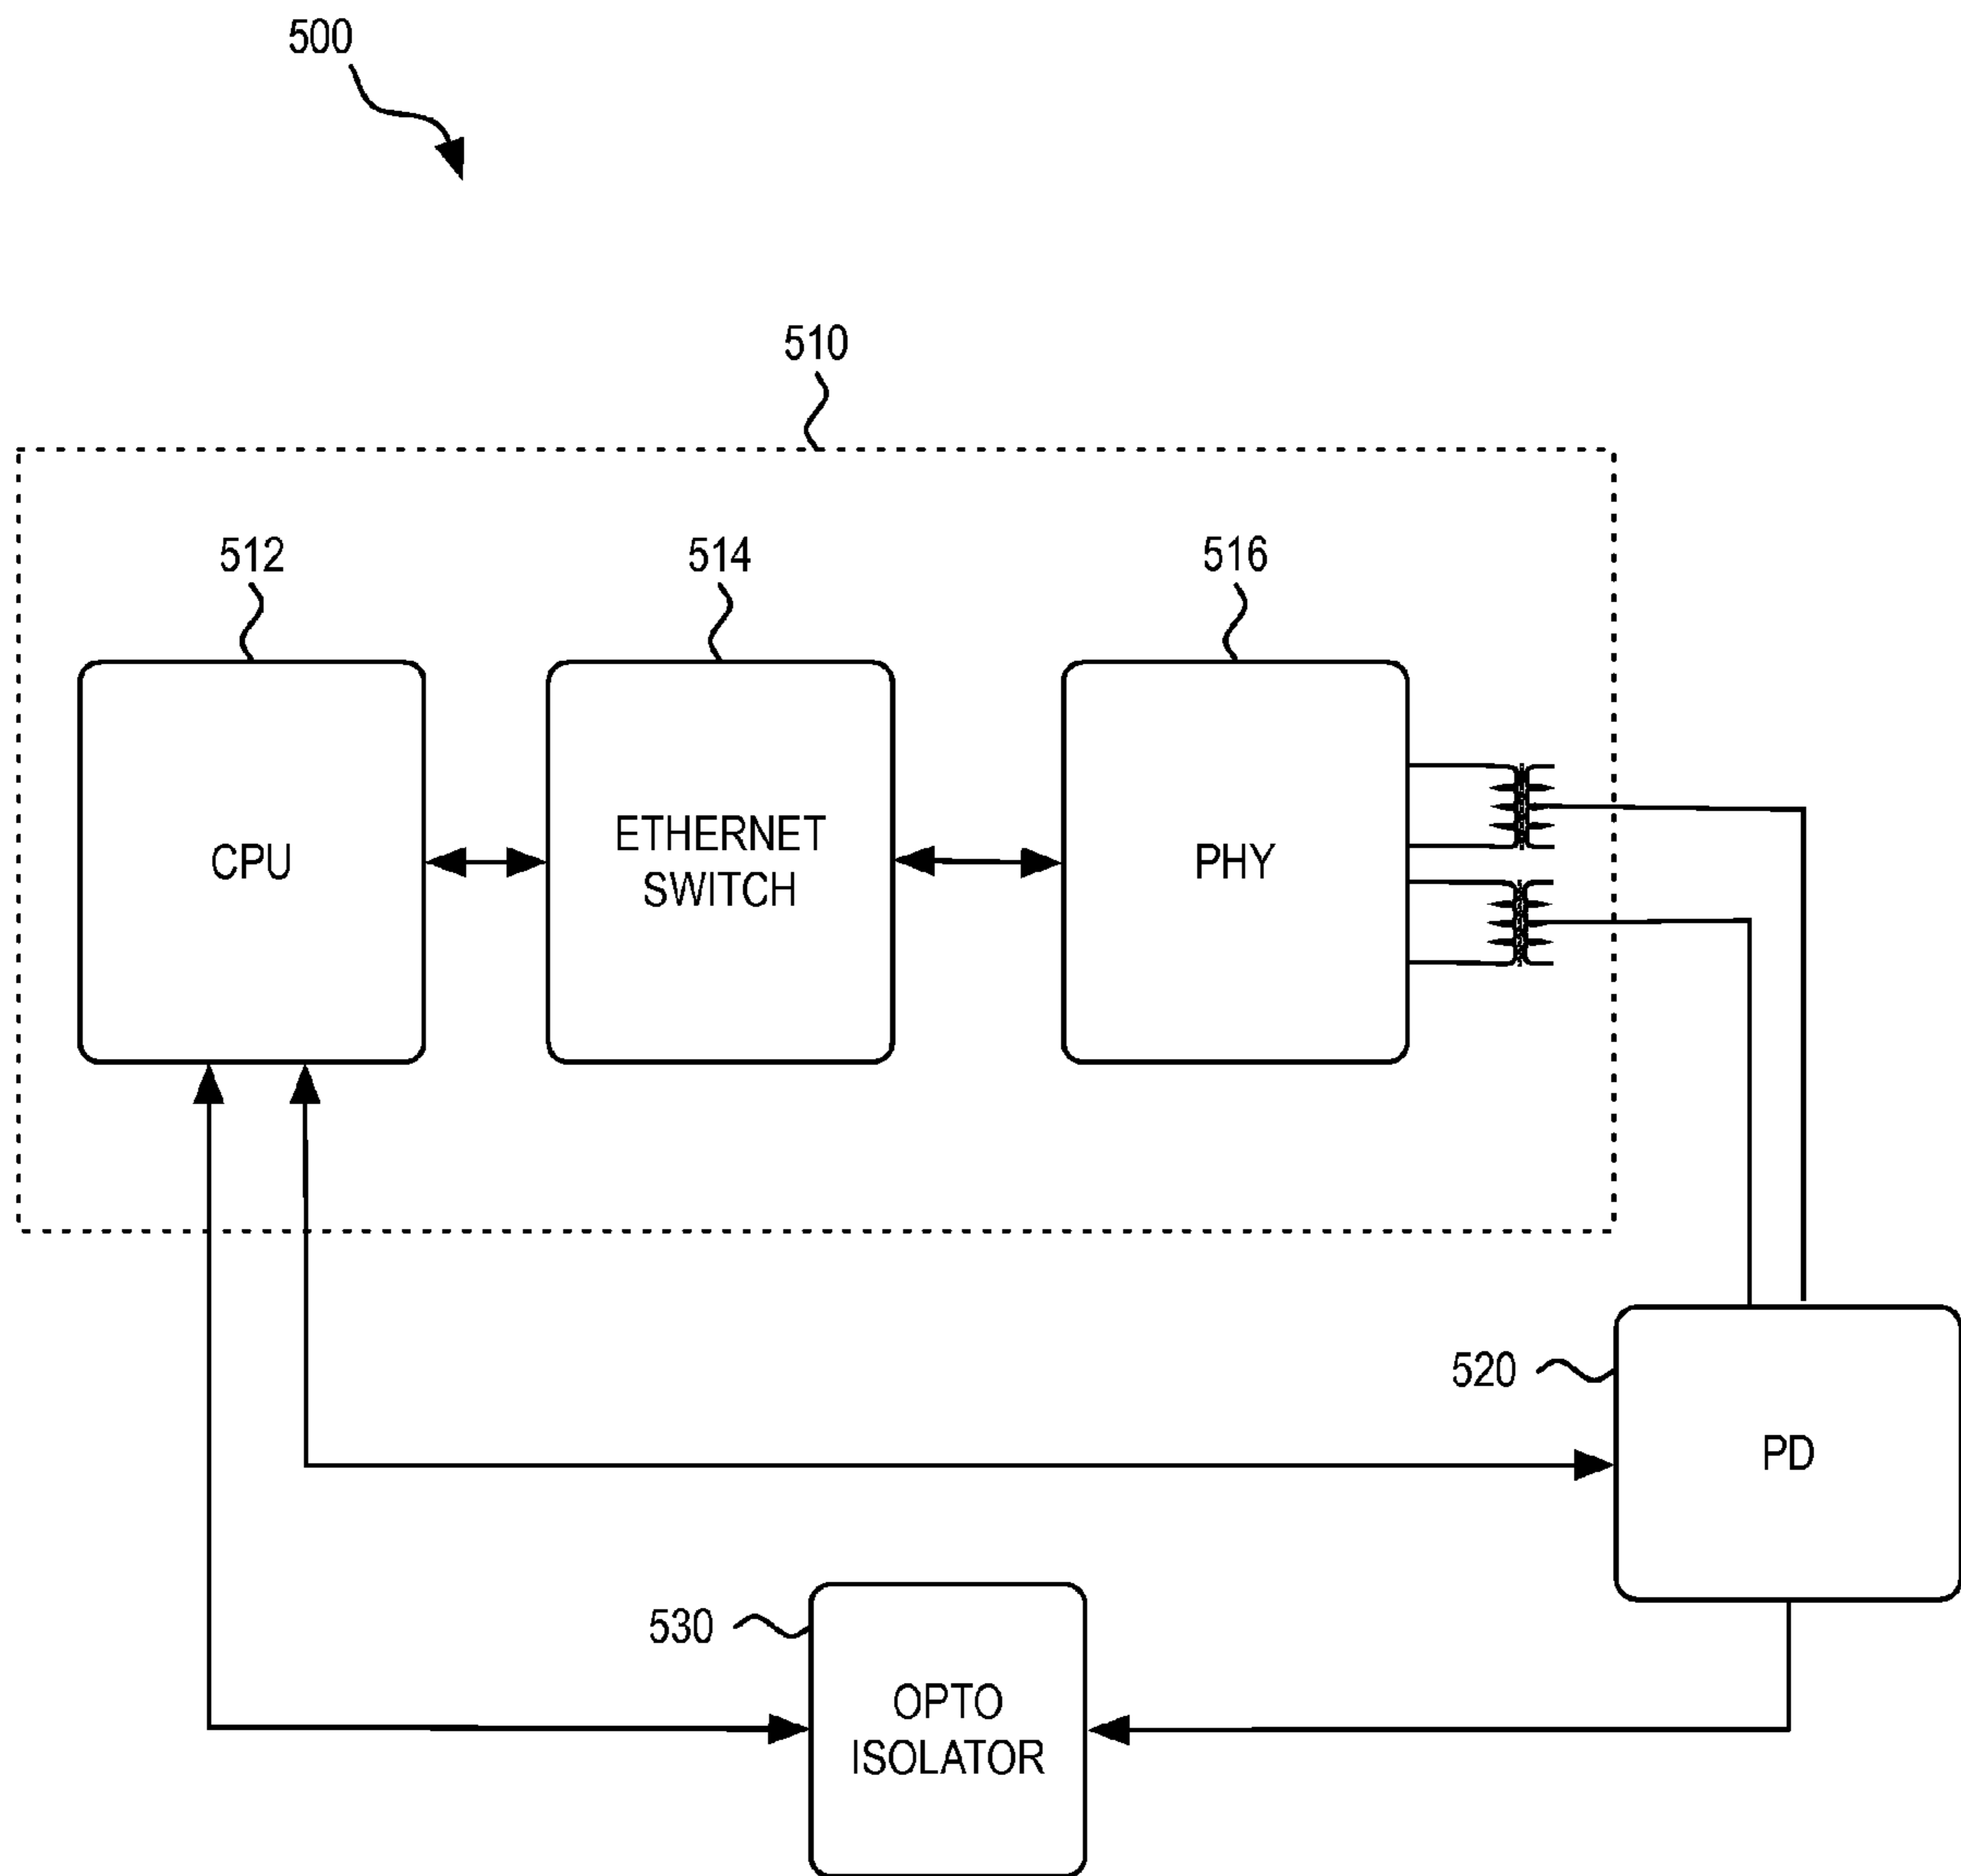 500
510
512
514
516
CPU
ETHERNET
SWITCH
PHY
520
PD
530
OPTO
ISOLATOR